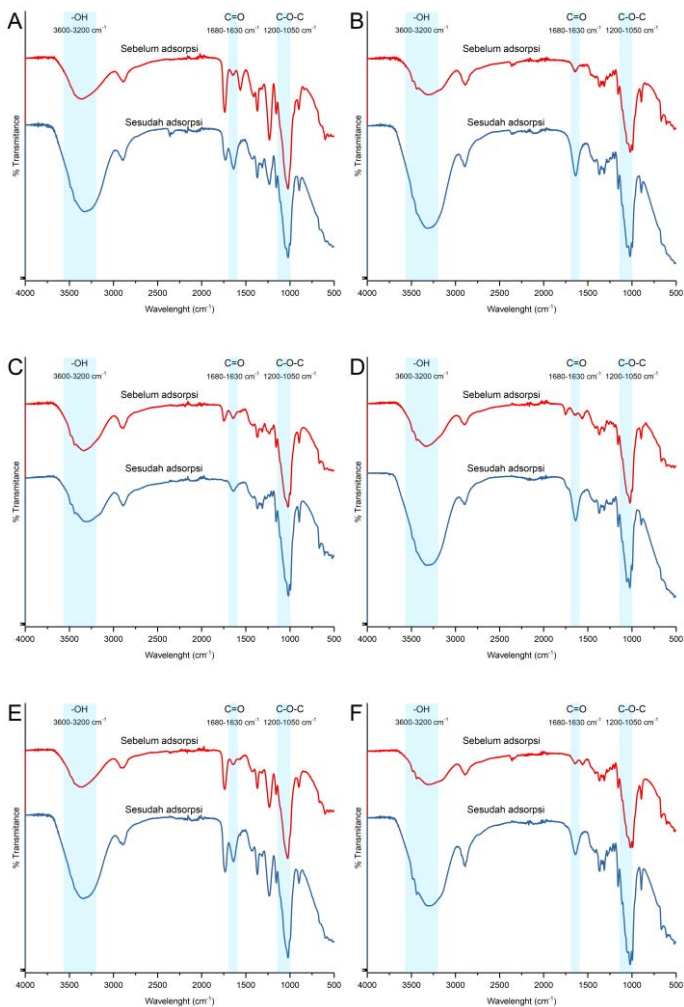 A
-OH
3600-3200 cm⁻¹
C=O
1680-1630 cm⁻¹
C-O-C
1200-1050 cm⁻¹
Sebelum adsorpsi
Sesudah adsorpsi
% Transmitance
4000 3500 3000 2500 2000 1500 1000 500
Wavelenght (cm⁻¹)
B
-OH
3600-3200 cm⁻¹
C=O
1680-1630 cm⁻¹
C-O-C
1200-1050 cm⁻¹
Sebelum adsorpsi
Sesudah adsorpsi
% Transmitance
4000 3500 3000 2500 2000 1500 1000 500
Wavelenght (cm⁻¹)
C
-OH
3600-3200 cm⁻¹
C=O
1680-1630 cm⁻¹
C-O-C
1200-1050 cm⁻¹
Sebelum adsorpsi
Sesudah adsorpsi
% Transmitance
4000 3500 3000 2500 2000 1500 1000 500
Wavelenght (cm⁻¹)
D
-OH
3600-3200 cm⁻¹
C=O
1680-1630 cm⁻¹
C-O-C
1200-1050 cm⁻¹
Sebelum adsorpsi
Sesudah adsorpsi
% Transmitance
4000 3500 3000 2500 2000 1500 1000 500
Wavelenght (cm⁻¹)
E
-OH
3600-3200 cm⁻¹
C=O
1680-1630 cm⁻¹
C-O-C
1200-1050 cm⁻¹
Sebelum adsorpsi
Sesudah adsorpsi
% Transmitance
4000 3500 3000 2500 2000 1500 1000 500
Wavelenght (cm⁻¹)
F
-OH
3600-3200 cm⁻¹
C=O
1680-1630 cm⁻¹
C-O-C
1200-1050 cm⁻¹
Sebelum adsorpsi
Sesudah adsorpsi
% Transmitance
4000 3500 3000 2500 2000 1500 1000 500
Wavelenght (cm⁻¹)